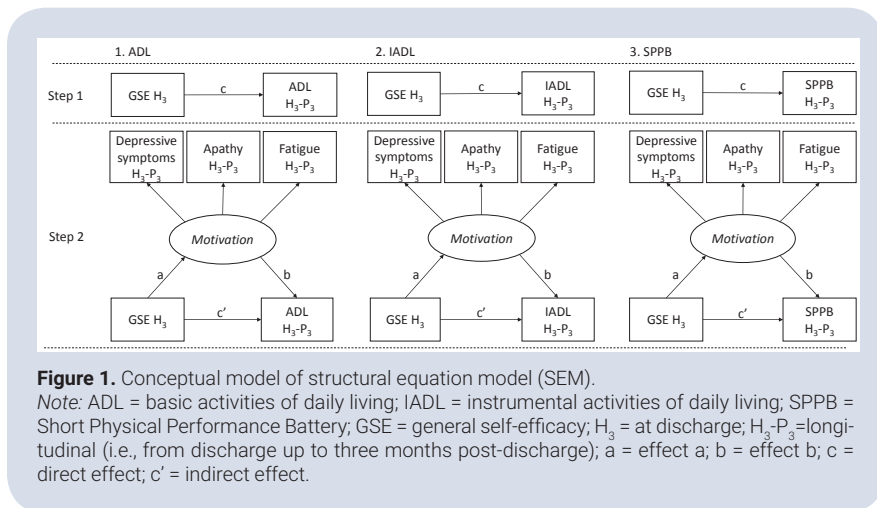 1. ADL
2. IADL
3. SPPB
Step 1
GSE H₃
c
ADL
H₃-P₃
GSE H₃
c
IADL
H₃-P₃
GSE H₃
c
SPPB
H₃-P₃
Step 2
Depressive
symptoms
H₃-P₃
Apathy
H₃-P₃
Fatigue
H₃-P₃
Motivation
a
b
GSE H₃
c’
ADL
H₃-P₃
Depressive
symptoms
H₃-P₃
Apathy
H₃-P₃
Fatigue
H₃-P₃
Motivation
a
b
GSE H₃
c’
IADL
H₃-P₃
Depressive
symptoms
H₃-P₃
Apathy
H₃-P₃
Fatigue
H₃-P₃
Motivation
a
b
GSE H₃
c’
SPPB
H₃-P₃
Figure 1. Conceptual model of structural equation model (SEM).
Note: ADL = basic activities of daily living; IADL = instrumental activities of daily living; SPPB =
Short Physical Performance Battery; GSE = general self-efficacy; H₃ = at discharge; H₃-P₃=longi-
tudinal (i.e., from discharge up to three months post-discharge); a = effect a; b = effect b; c =
direct effect; c’ = indirect effect.